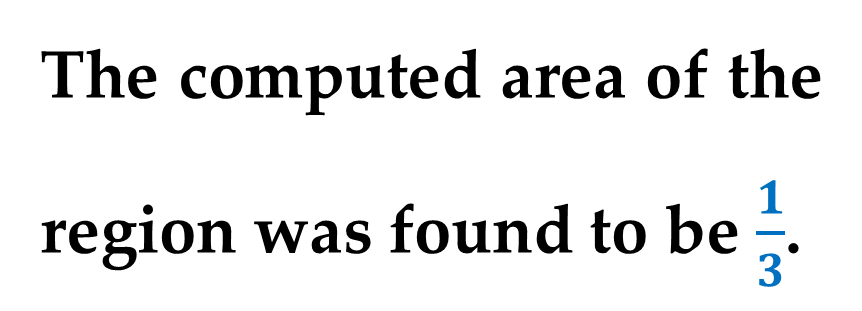 The computed area of the
region was found to be 1/3.